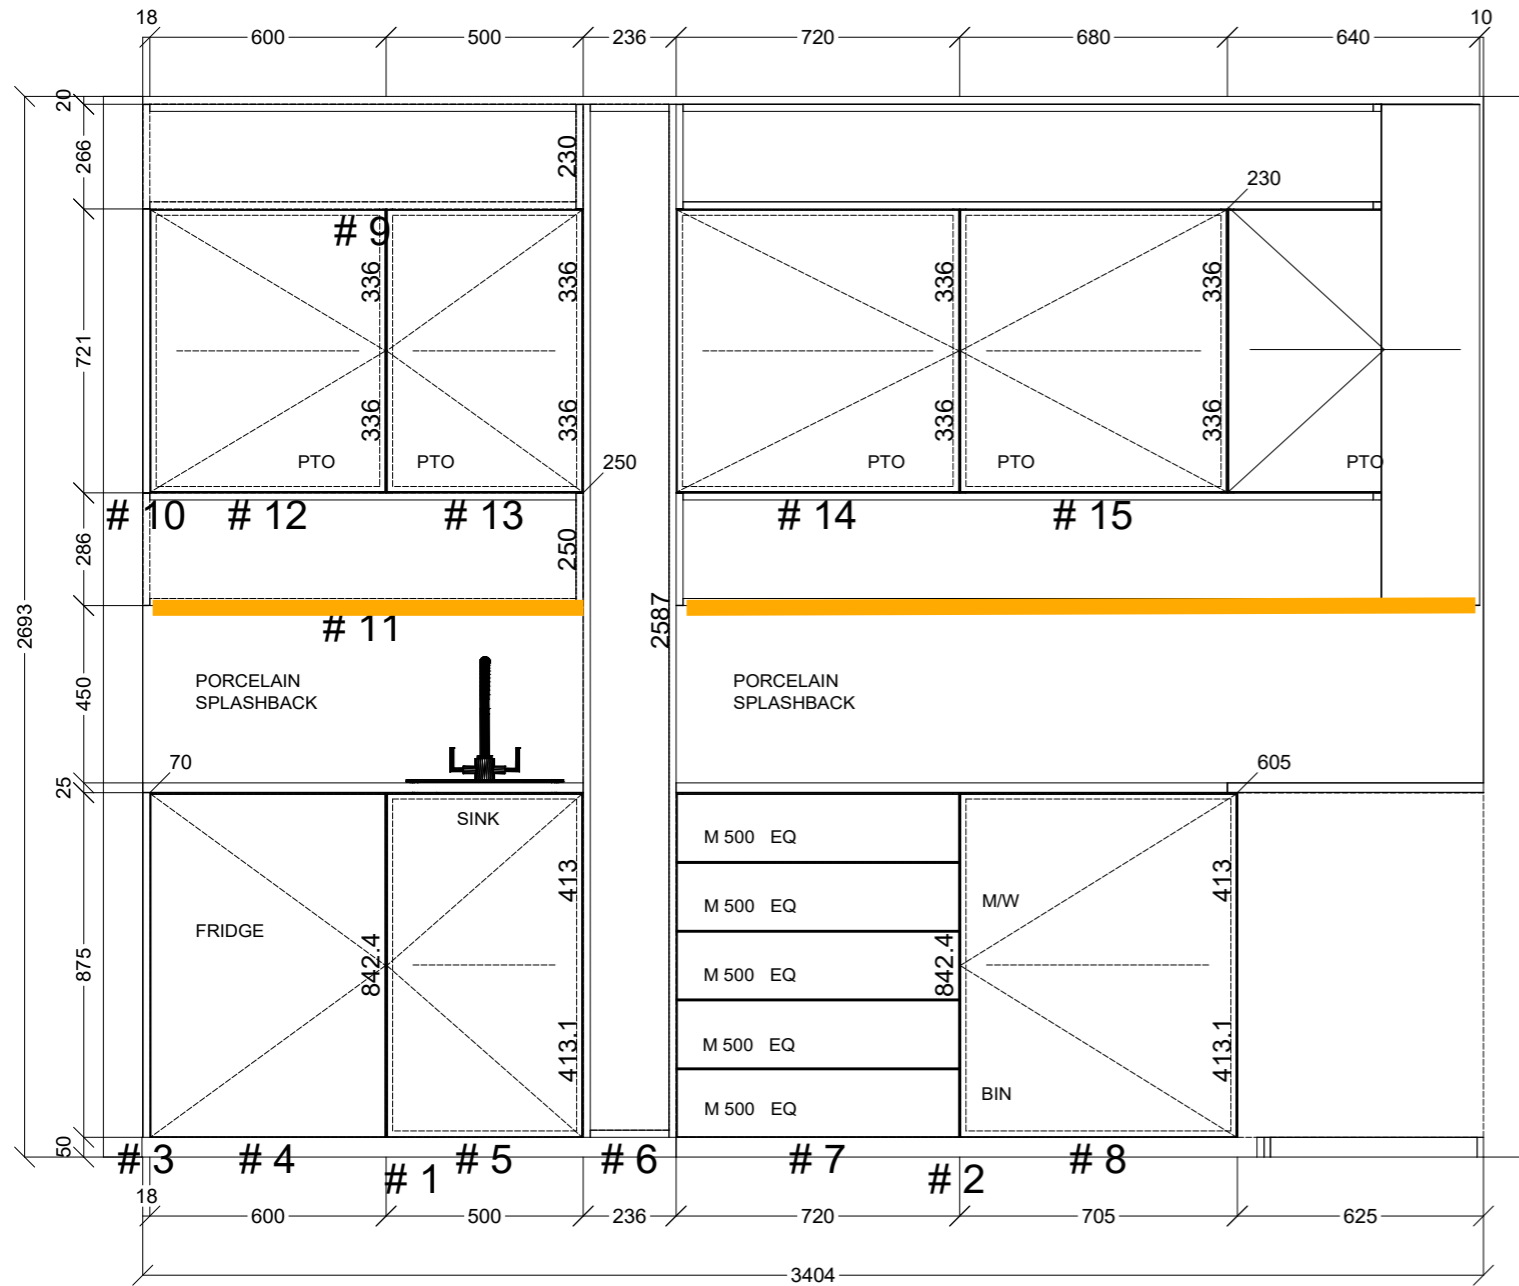 18 600 500 236 720 680 640 10
20
266
230
230
# 9
336 336 336 336
721
336 336 336 336
PTO PTO PTO PTO PTO
250
# 10 # 12 # 13 # 14 # 15
286
250
# 11
2693
2587
450
PORCELAIN
SPLASHBACK
PORCELAIN
SPLASHBACK
70
605
25
SINK
M 500 EQ
413
413
M/W
M 500 EQ
FRIDGE
875
842.4
842.4
M 500 EQ
M 500 EQ
413.1
413.1
BIN
M 500 EQ
50
# 3 # 4 # 5 # 6 # 7 # 8
# 1 # 2
18
600 500 236 720 705 625
3404